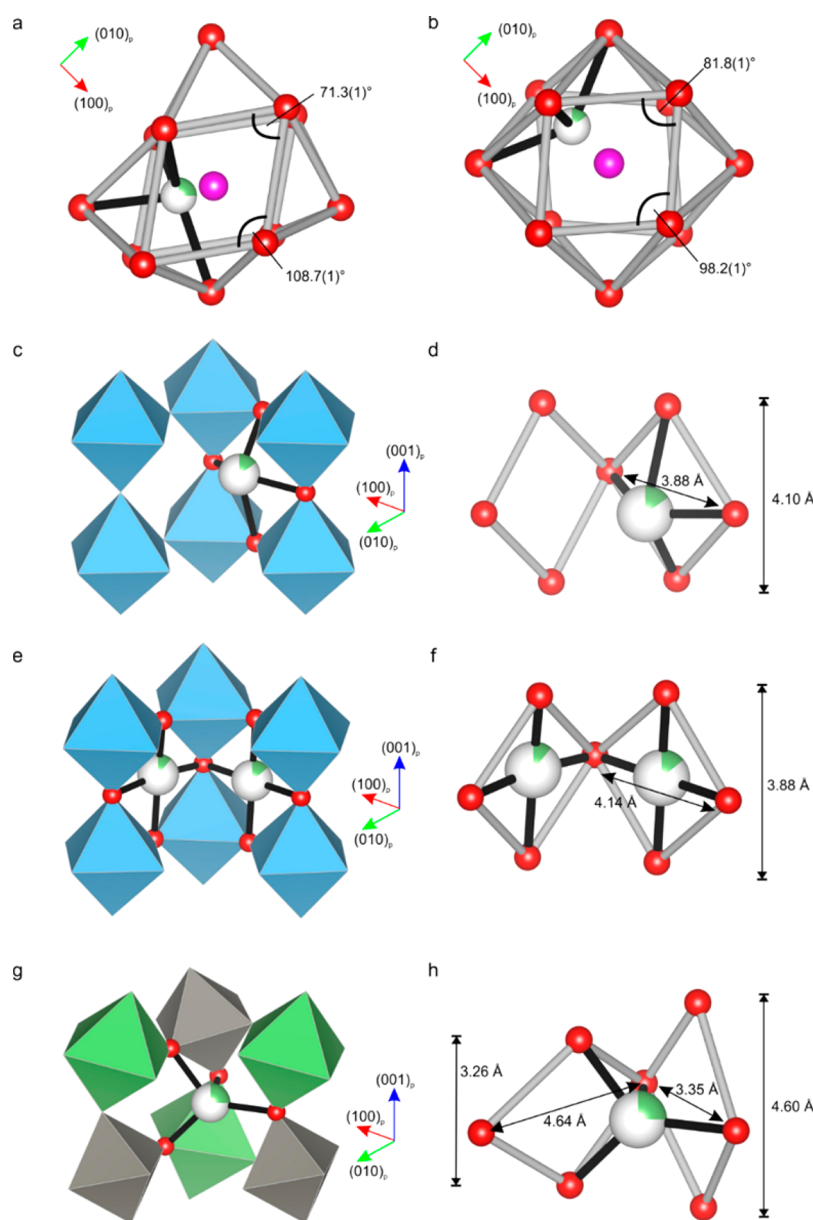 a
b
(010)p
(100)p
71.3(1)°
108.7(1)°
(010)p
(100)p
81.8(1)°
98.2(1)°
c
d
(001)p
(100)p
(010)p
3.88 Å
4.10 Å
e
f
(001)p
(100)p
(010)p
4.14 Å
3.88 Å
g
h
(001)p
(100)p
(010)p
3.26 Å
4.64 Å
3.35 Å
4.60 Å